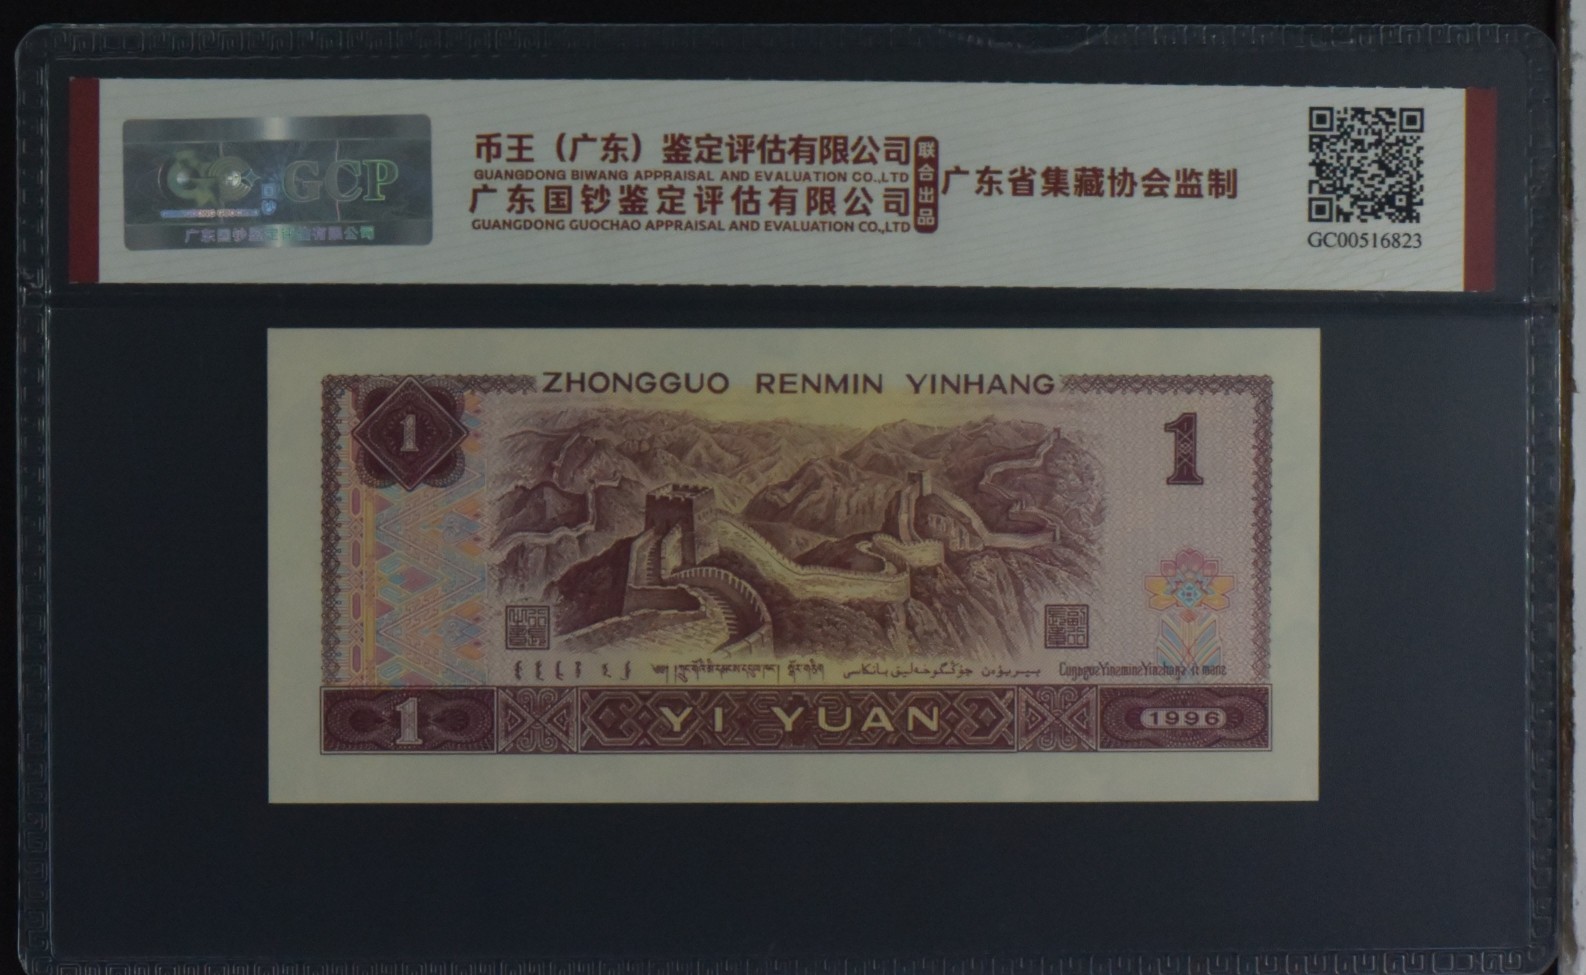 GCP
广东国钞鉴定评估有限公司
币王（广东）鉴定评估有限公司
GUANGDONG BIWANG APPRAISAL AND EVALUATION CO.,LTD
广东国钞鉴定评估有限公司
GUANGDONG GUOCHAO APPRAISAL AND EVALUATION CO.,LTD
联合出品
广东省集藏协会监制
GC00516823
ZHONGGUO RENMIN YINHANG
1
1
1
YI YUAN
1996